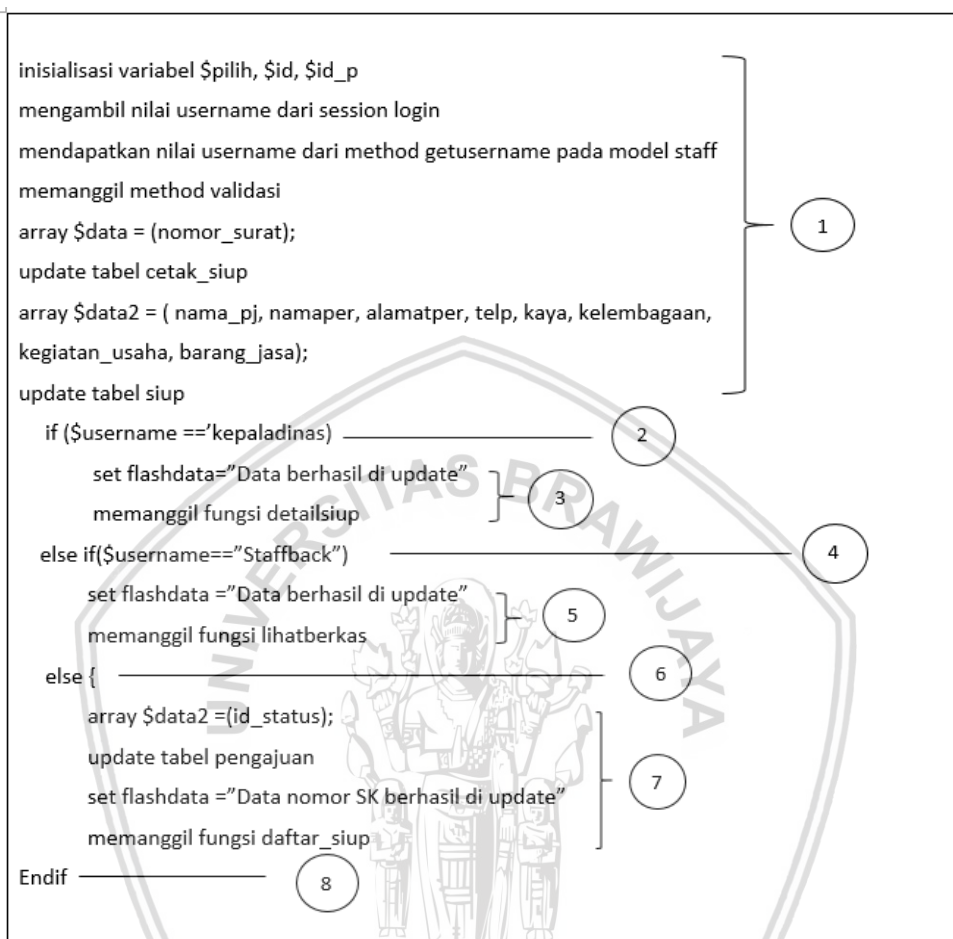 inisialisasi variabel $pilih, $id, $id_p
mengambil nilai username dari session login
mendapatkan nilai username dari method getusername pada model staff
memanggil method validasi
array $data = (nomor_surat);
1
update tabel cetak_siup
array $data2 = ( nama_pj, namaper, alamatper, telp, kaya, kelembagaan,
kegiatan_usaha, barang_jasa);
update tabel siup
if ($username ==’kepaladinas)
2
set flashdata=”Data berhasil di update”
3
memanggil fungsi detailsiup
else if($username==”Staffback”)
4
set flashdata =”Data berhasil di update”
5
memanggil fungsi lihatberkas
else {
6
array $data2 =(id_status);
update tabel pengajuan
7
set flashdata =”Data nomor SK berhasil di update”
memanggil fungsi daftar_siup
Endif
8
UNIVERSITAS BRAWIJAYA